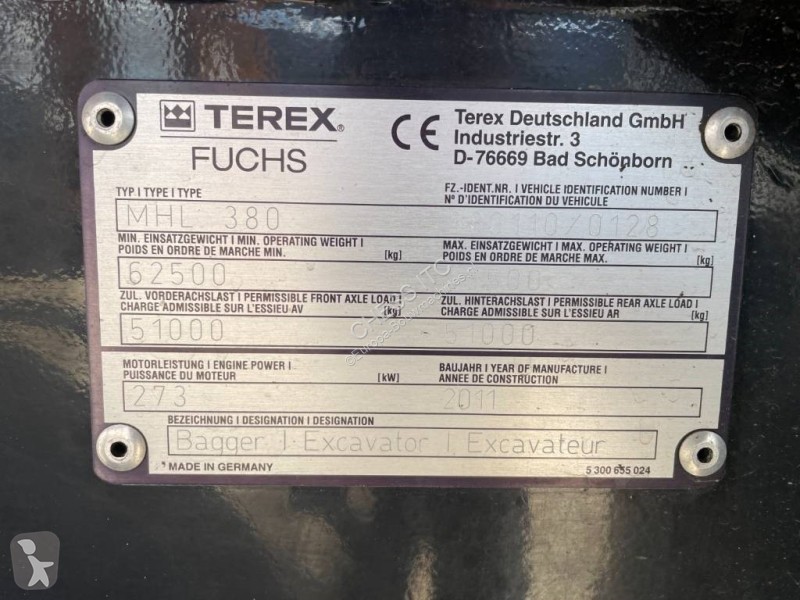 TEREX®
FUCHS
CE
Terex Deutschland GmbH
Industriestr. 3
D-76669 Bad Schönborn
TYP I TYPE I TYPE
MHL 380
FZ.-IDENT.NR. I VEHICLE IDENTIFICATION NUMBER I
N° D'IDENTIFICATION DU VEHICULE
0110/0128
MIN. EINSATZGEWICHT I MIN. OPERATING WEIGHT I
POIDS EN ORDRE DE MARCHE MIN. [kg]
62500
MAX. EINSATZGEWICHT I MAX. OPERATING WEIGHT I
POIDS EN ORDRE DE MARCHE MAX. [kg]
ZUL. VORDERACHSLAST I PERMISSIBLE FRONT AXLE LOAD I
CHARGE ADMISSIBLE SUR L'ESSIEU AV [kg]
51000
ZUL. HINTERACHSLAST I PERMISSIBLE REAR AXLE LOAD I
CHARGE ADMISSIBLE SUR L'ESSIEU AR [kg]
51000
MOTORLEISTUNG I ENGINE POWER I
PUISSANCE DU MOTEUR [kW]
273
BAUJAHR I YEAR OF MANUFACTURE I
ANNEE DE CONSTRUCTION
2011
BEZEICHNUNG I DESIGNATION I DESIGNATION
Bagger I Excavator I Excavateur
MADE IN GERMANY
5 300 655 024